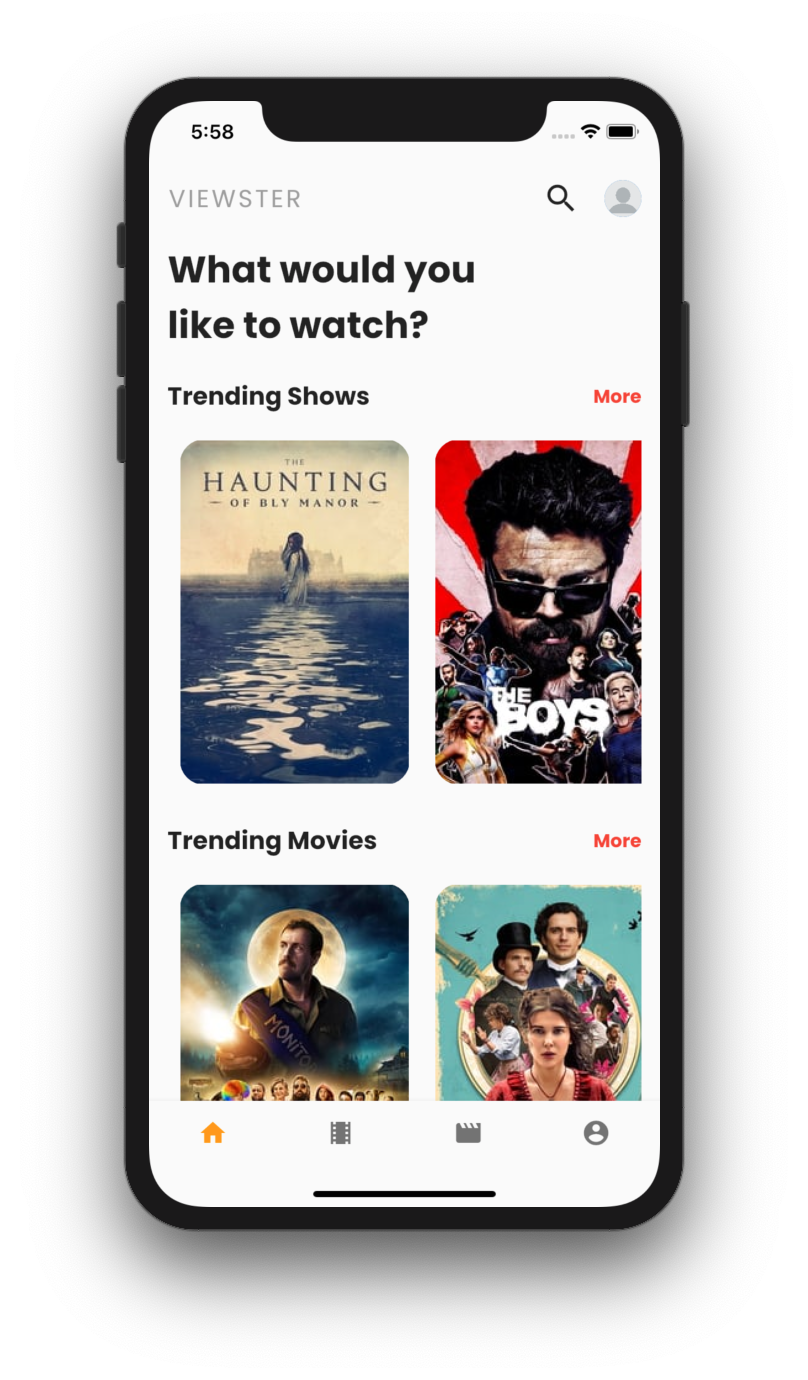 5:58
VIEWSTER
What would you
like to watch?
Trending Shows
More
THE
HAUNTING
OF BLY MANOR
THE
BOYS
Trending Movies
More
MONITO